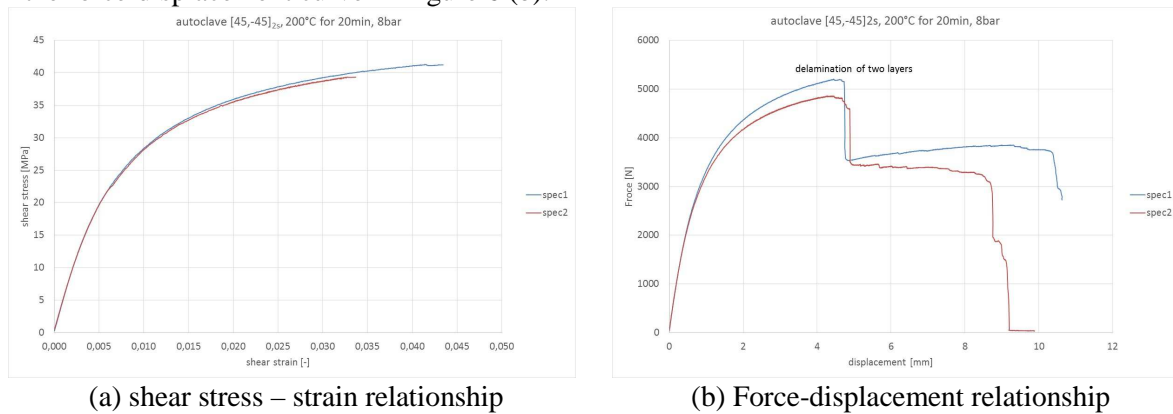 the force displacement curve in Figure (b).
autoclave [45,-45]2s, 200°C for 20min, 8bar
45
40
35
30
25
20
15
10
5
0
shear stress [MPa]
0,000 0,005 0,010 0,015 0,020 0,025 0,030 0,035 0,040 0,045 0,050
shear strain [-]
spec1
spec2
(a) shear stress – strain relationship
autoclave [45,-45]2s, 200°C for 20min, 8bar
delamination of two layers
6000
5000
4000
3000
2000
1000
0
Froce [N]
0 2 4 6 8 10 12
displacement [mm]
spec1
spec2
(b) Force-displacement relationship